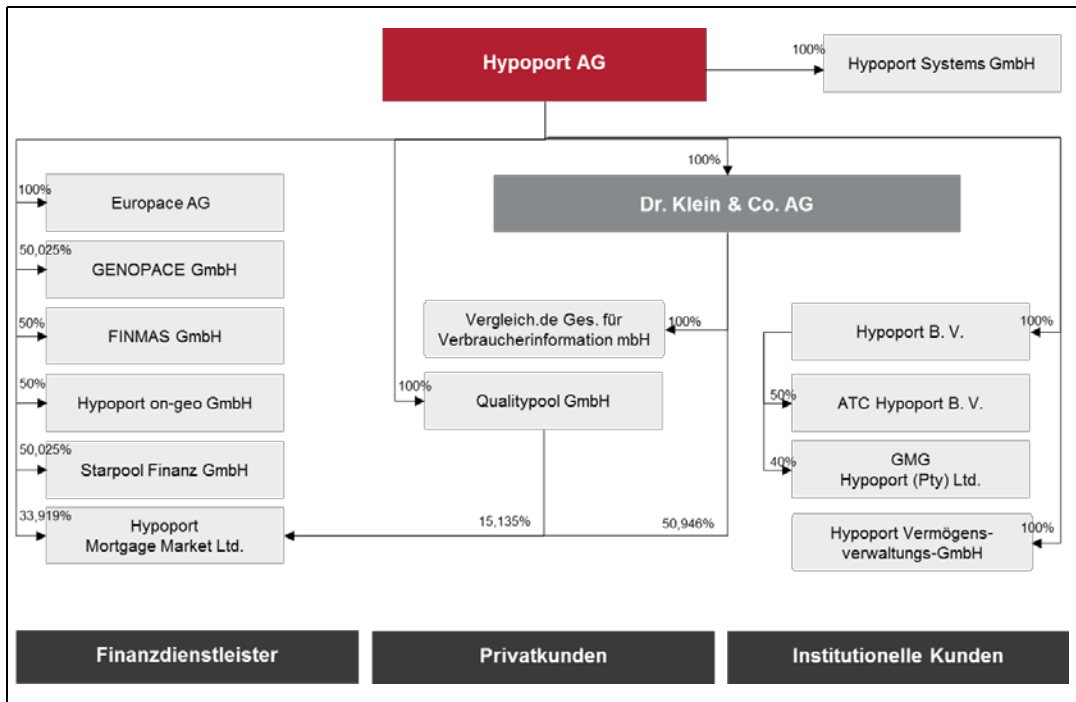 Hypoport AG
100%
Hypoport Systems GmbH
100%
Dr. Klein & Co. AG
100%
Europace AG
50,025%
GENOPACE GmbH
50%
FINMAS GmbH
50%
Hypoport on-geo GmbH
50,025%
Starpool Finanz GmbH
33,919%
Hypoport
Mortgage Market Ltd.
Vergleich.de Ges. für
Verbraucherinformation mbH
100%
100%
Qualitypool GmbH
15,135%
50,946%
Hypoport B. V.
100%
50%
ATC Hypoport B. V.
40%
GMG
Hypoport (Pty) Ltd.
Hypoport Vermögens-
verwaltungs-GmbH
100%
Finanzdienstleister
Privatkunden
Institutionelle Kunden